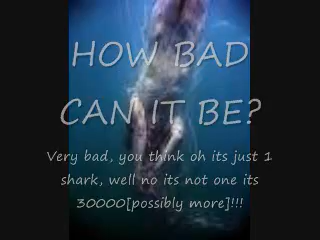 HOW BAD
CAN IT BE?
Very bad, you think oh its just 1
shark, well no its not one its
30000[possibly more]!!!